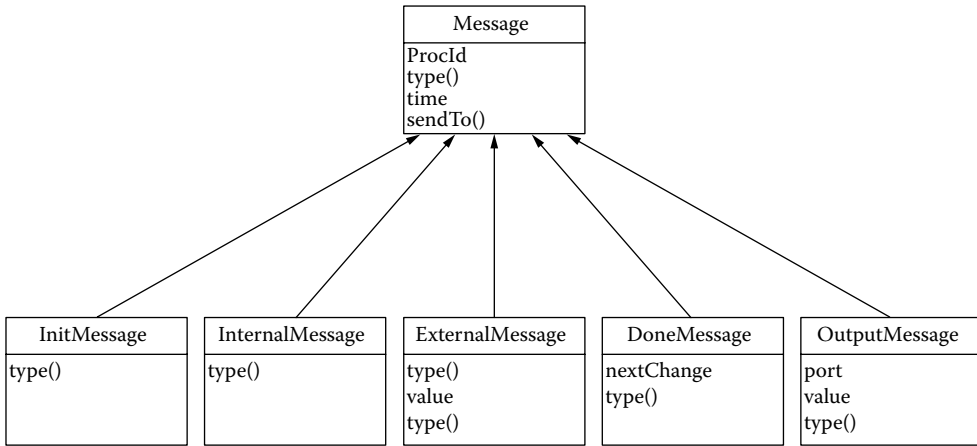 Message
ProcId
type()
time
sendTo()
InitMessage
type()
InternalMessage
type()
ExternalMessage
type()
value
type()
DoneMessage
nextChange
type()
OutputMessage
port
value
type()